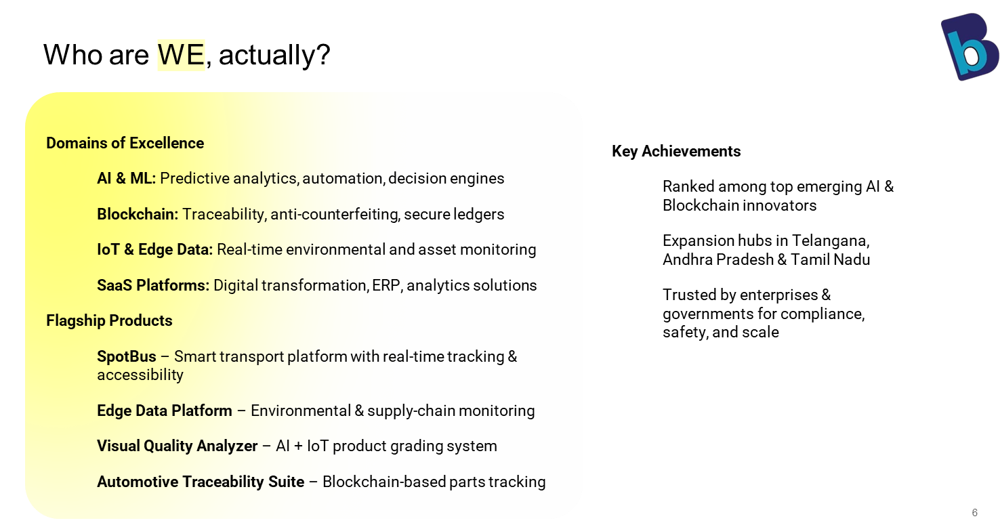 Who are WE, actually?
Domains of Excellence
AI & ML: Predictive analytics, automation, decision engines
Blockchain: Traceability, anti-counterfeiting, secure ledgers
IoT & Edge Data: Real-time environmental and asset monitoring
SaaS Platforms: Digital transformation, ERP, analytics solutions
Flagship Products
SpotBus – Smart transport platform with real-time tracking &
accessibility
Edge Data Platform – Environmental & supply-chain monitoring
Visual Quality Analyzer – AI + IoT product grading system
Automotive Traceability Suite – Blockchain-based parts tracking
Key Achievements
Ranked among top emerging AI &
Blockchain innovators
Expansion hubs in Telangana,
Andhra Pradesh & Tamil Nadu
Trusted by enterprises &
governments for compliance,
safety, and scale
B
b
6